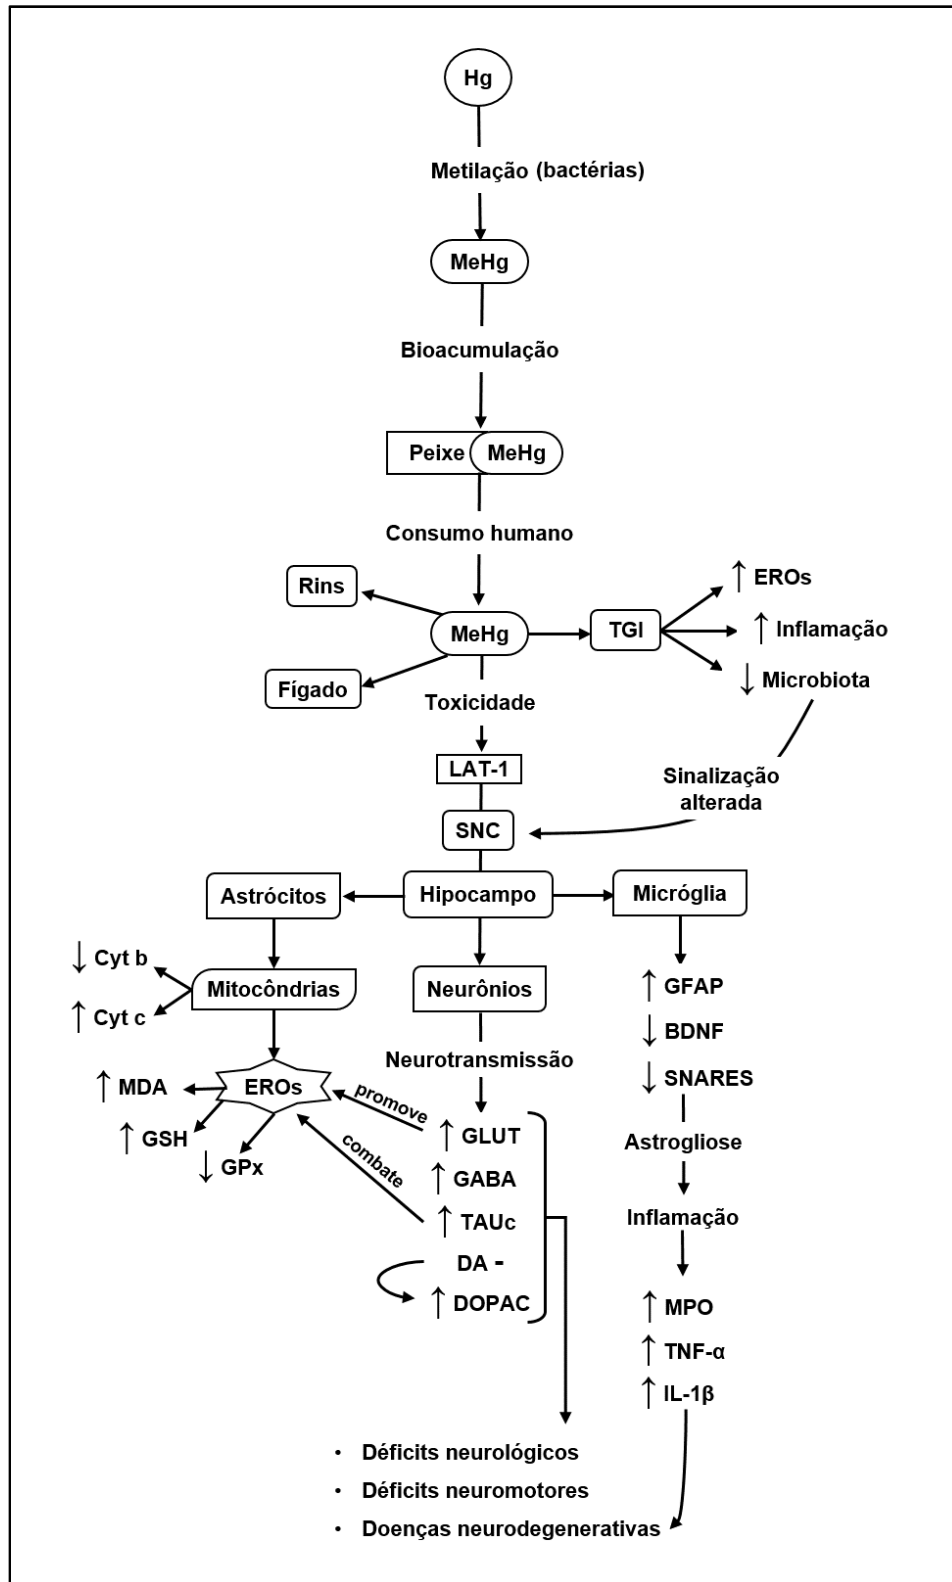 Hg
Metilação (bactérias)
MeHg
Bioacumulação
Peixe MeHg
Consumo humano
Rins
MeHg
Fígado
TGI
↑ EROs
↑ Inflamação
↓ Microbiota
Toxicidade
LAT-1
Sinalização
alterada
SNC
Astrócitos
Hipocampo
Micróglia
↓ Cyt b
↑ Cyt c
Mitocôndrias
Neurônios
↑ GFAP
↓ BDNF
↓ SNARES
Neurotransmissão
EROs
↑ MDA
↑ GSH
↓ GPx
promove
combate
↑ GLUT
↑ GABA
↑ TAUc
DA -
↑ DOPAC
Astrogliose
Inflamação
↑ MPO
↑ TNF-α
↑ IL-1β
• Déficits neurológicos
• Déficits neuromotores
• Doenças neurodegenerativas